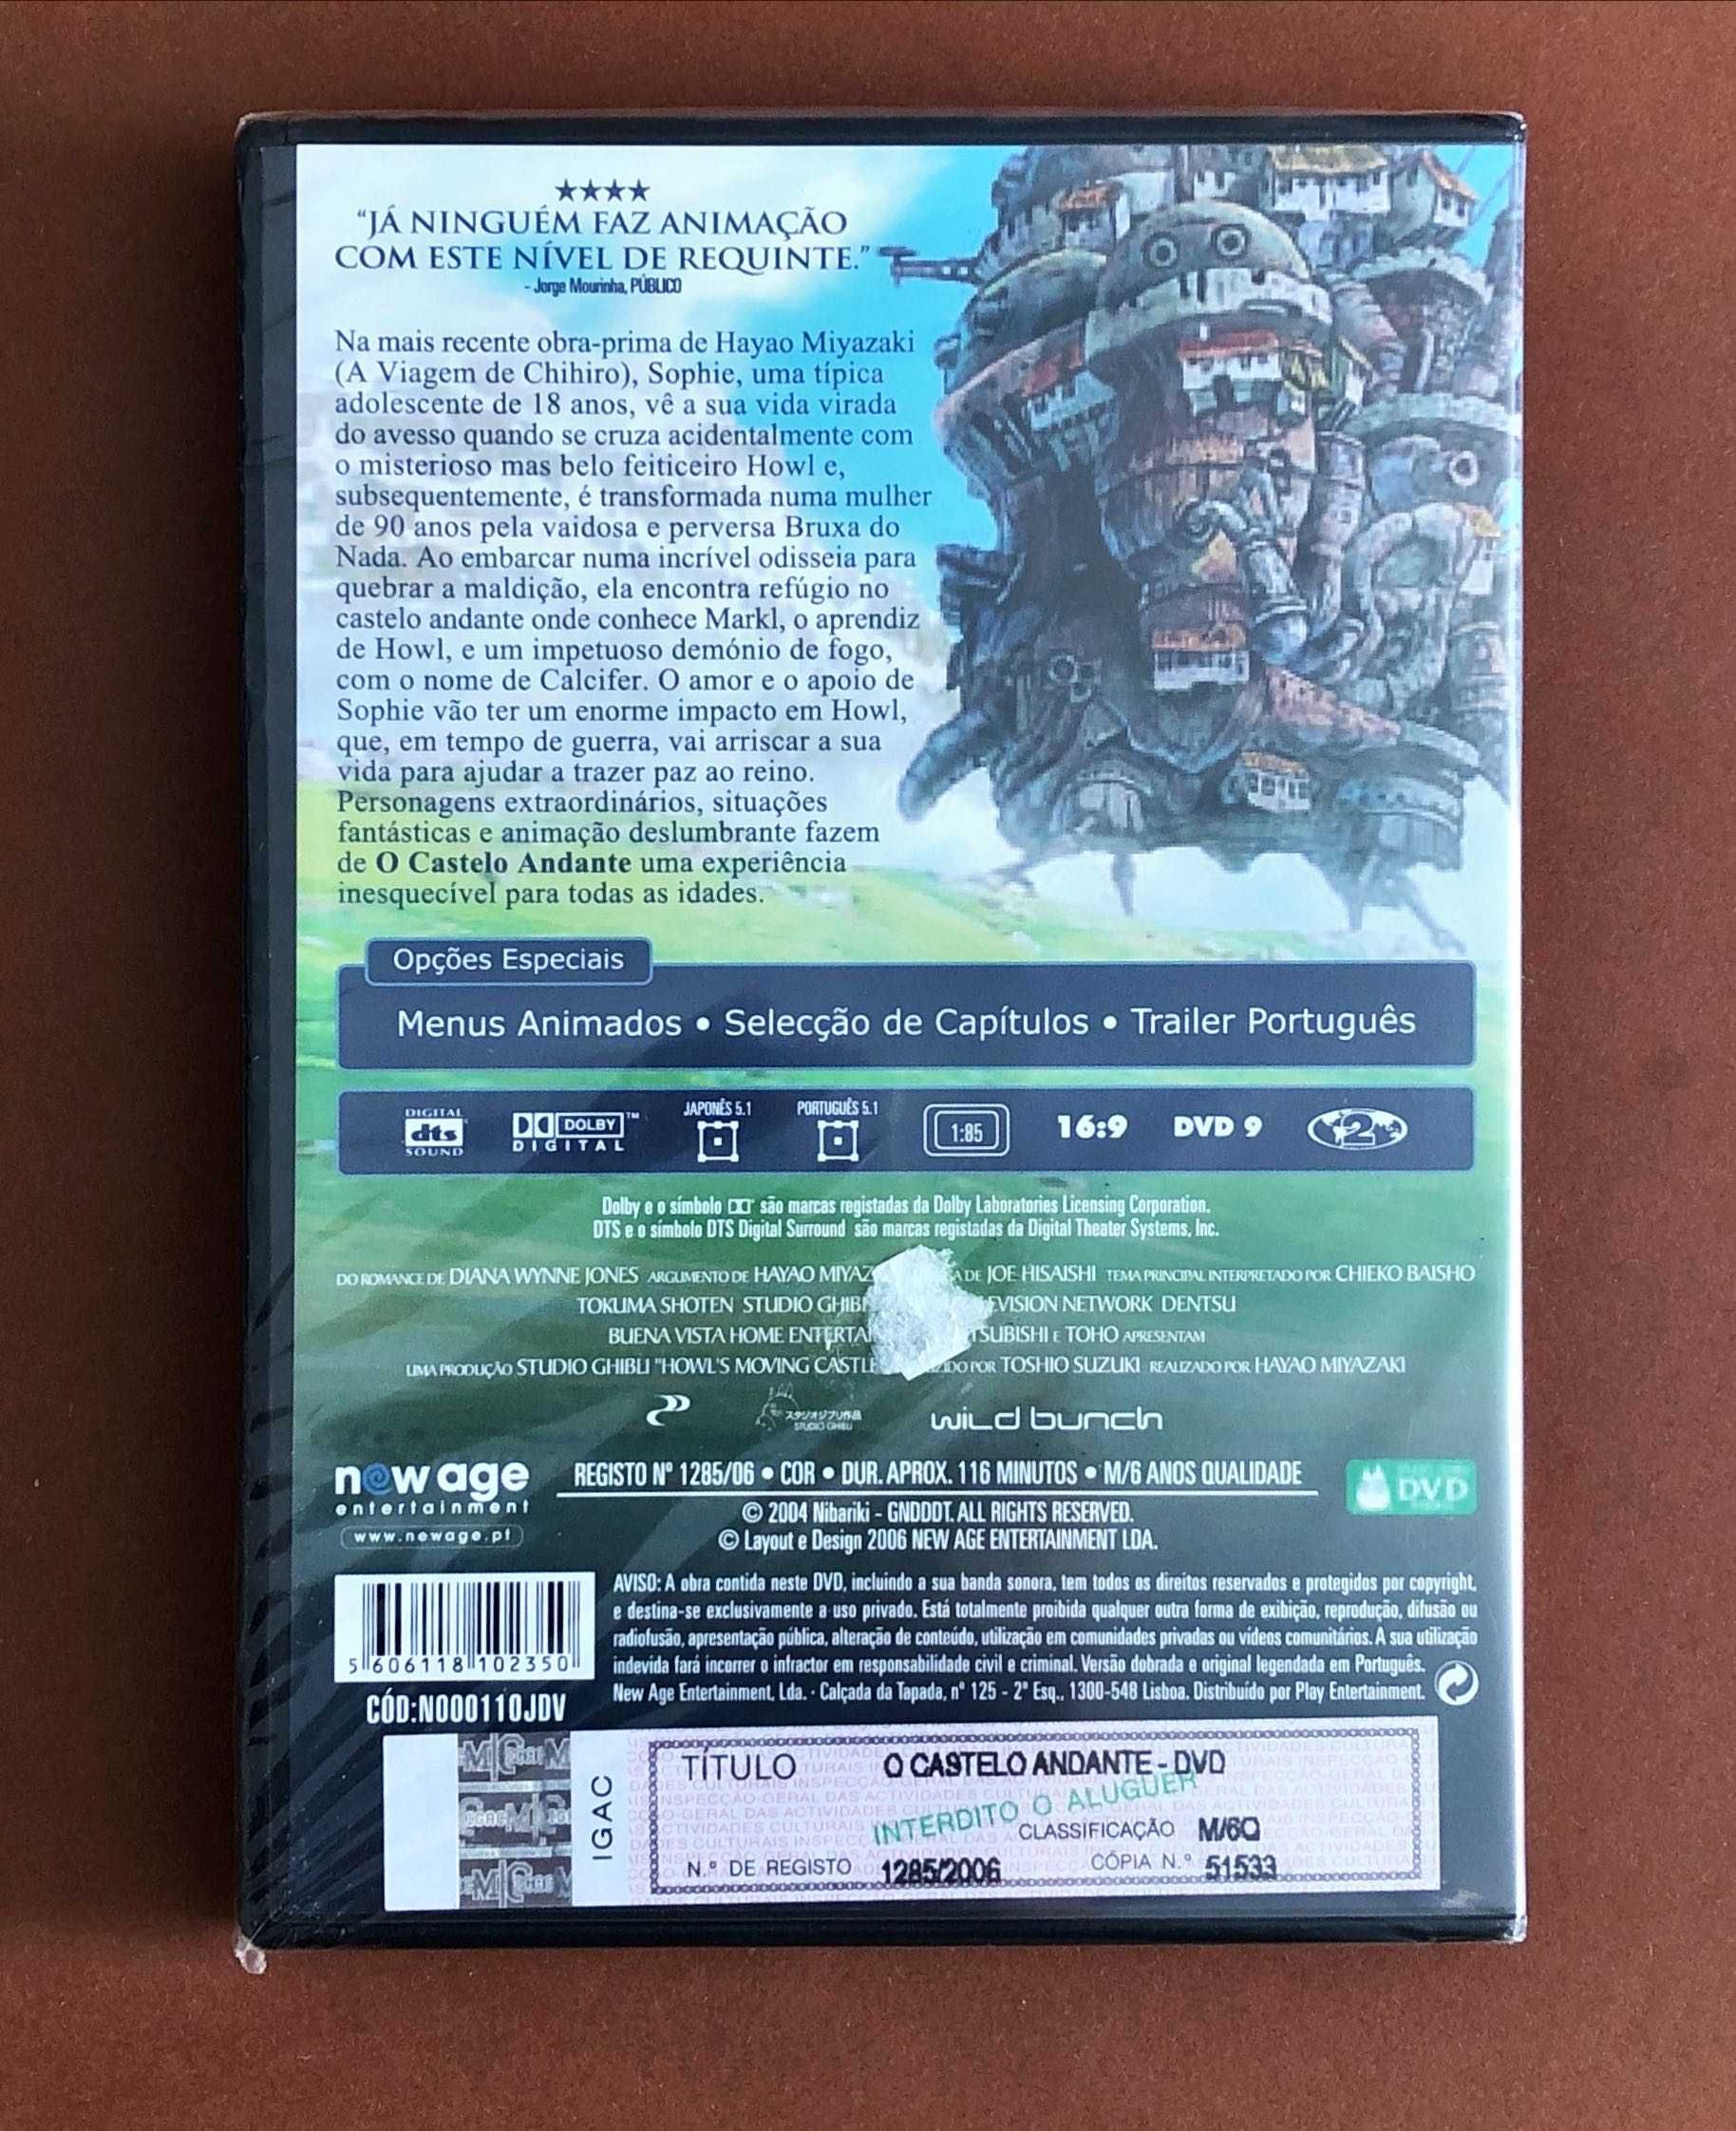 ★★★★
“JÁ NINGUÉM FAZ ANIMAÇÃO
COM ESTE NÍVEL DE REQUINTE.”
- Jorge Mourinha, PÚBLICO
Na mais recente obra-prima de Hayao Miyazaki
(A Viagem de Chihiro), Sophie, uma típica
adolescente de 18 anos, vê a sua vida virada
do avesso quando se cruza acidentalmente com
o misterioso mas belo feiticeiro Howl e,
subsequentemente, é transformada numa mulher
de 90 anos pela vaidosa e perversa Bruxa do
Nada. Ao embarcar numa incrível odisseia para
quebrar a maldição, ela encontra refúgio no
castelo andante onde conhece Markl, o aprendiz
de Howl, e um impetuoso demónio de fogo,
com o nome de Calcifer. O amor e o apoio de
Sophie vão ter um enorme impacto em Howl,
que, em tempo de guerra, vai arriscar a sua
vida para ajudar a trazer paz ao reino.
Personagens extraordinários, situações
fantásticas e animação deslumbrante fazem
de O Castelo Andante uma experiência
inesquecível para todas as idades.
Opções Especiais
Menus Animados • Selecção de Capítulos • Trailer Português
DIGITAL dts SOUND
DOLBY™ DIGITAL
JAPONÊS 5.1
PORTUGUÊS 5.1
1:85
16:9
DVD 9
2
Dolby e o símbolo são marcas registadas da Dolby Laboratories Licensing Corporation.
DTS e o símbolo DTS Digital Surround são marcas registadas da Digital Theater Systems, Inc.
DO ROMANCE DE DIANA WYNNE JONES ARGUMENTO DE HAYAO DE JOE HISAISHI TEMA PRINCIPAL INTERPRETADO POR CHIEKO BAISHO
TOKUMA SHOTEN STUDIO NETWORK DENTSU
BUENA VISTA HOME E TOHO APRESENTAM
UMA PRODUÇÃO STUDIO GHIBLI "HOWL'S MOVING POR TOSHIO SUZUKI REALIZADO POR HAYAO MIYAZAKI
スタジオジブリ作品
STUDIO GHIBLI
wild bunch
new age
entertainment
www.newage.pt
REGISTO Nº 1285/06 • COR • DUR. APROX. 116 MINUTOS • M/6 ANOS QUALIDADE
© 2004 Nibariki - GNDDDT. ALL RIGHTS RESERVED.
© Layout e Design 2006 NEW AGE ENTERTAINMENT LDA.
DVD
AVISO: A obra contida neste DVD, incluindo a sua banda sonora, tem todos os direitos reservados e protegidos por copyright,
e destina-se exclusivamente a uso privado. Está totalmente proibida qualquer outra forma de exibição, reprodução, difusão ou
radiofusão, apresentação pública, alteração de conteúdo, utilização em comunidades privadas ou vídeos comunitários. A sua utilização
indevida fará incorrer o infractor em responsabilidade civil e criminal. Versão dobrada e original legendada em Português.
New Age Entertainment, Lda. · Calçada da Tapada, nº 125 - 2º Esq., 1300-548 Lisboa. Distribuído por Play Entertainment.
5 606118 102350
CÓD:N000110JDV
IGAC
TÍTULO O CASTELO ANDANTE - DVD
INTERDITO O ALUGUER
CLASSIFICAÇÃO M/6Q
N.º DE REGISTO 1285/2006 CÓPIA N.º 51533